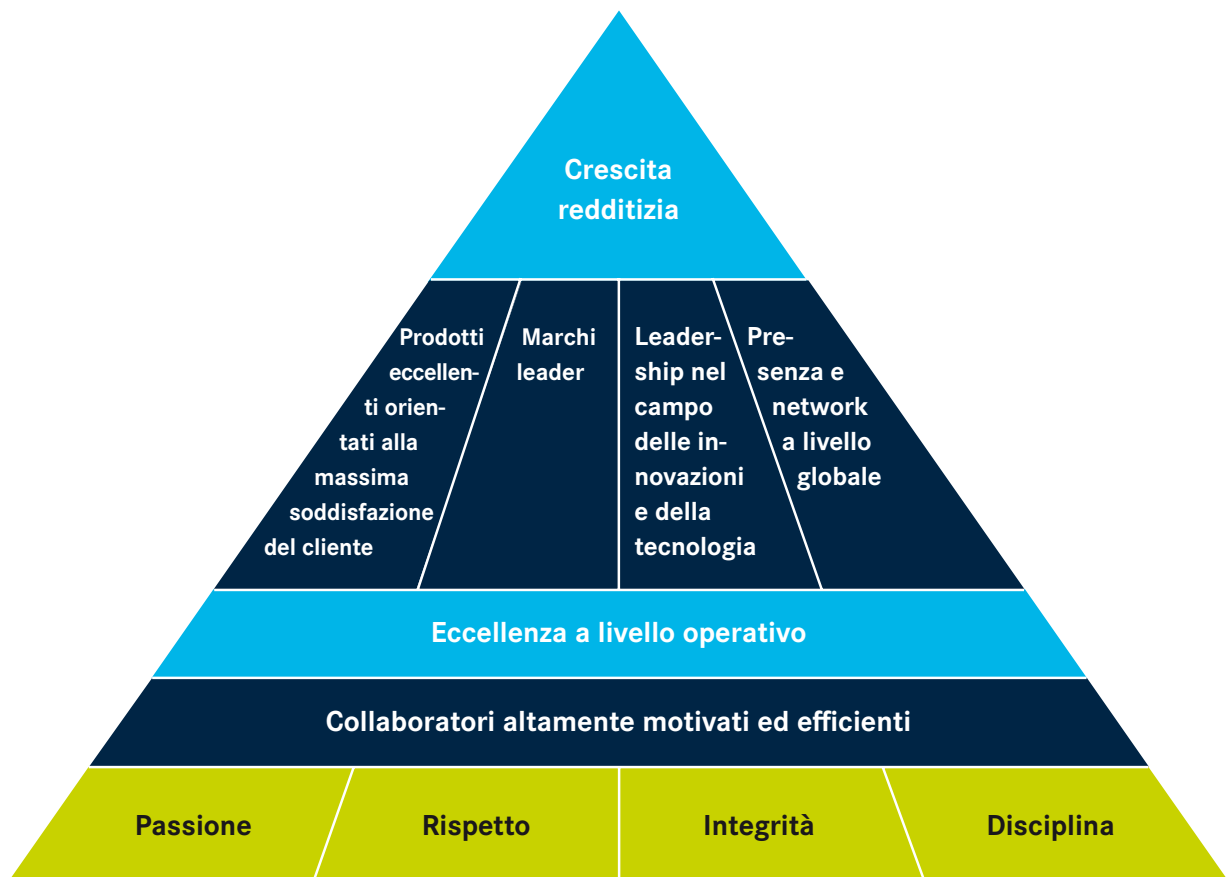 Crescita
redditizia
Prodotti
eccellen-
ti orien-
tati alla
massima
soddisfazione
del cliente
Marchi
leader
Leader-
ship nel
campo
delle in-
novazioni
e della
tecnologia
Pre-
senza e
network
a livello
globale
Eccellenza a livello operativo
Collaboratori altamente motivati ed efficienti
Passione
Rispetto
Integrità
Disciplina